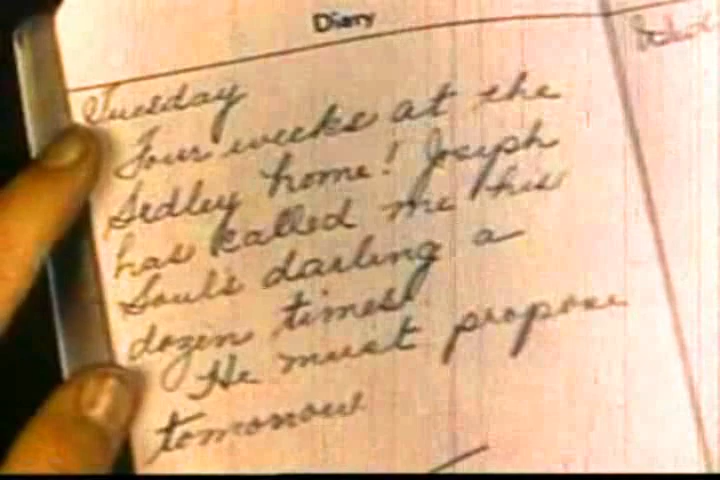 Diary
Tuesday
Four weeks at the
Sedley home! Joseph
has called me his
Soul's darling a
dozen times.
He must propose
tomorrow